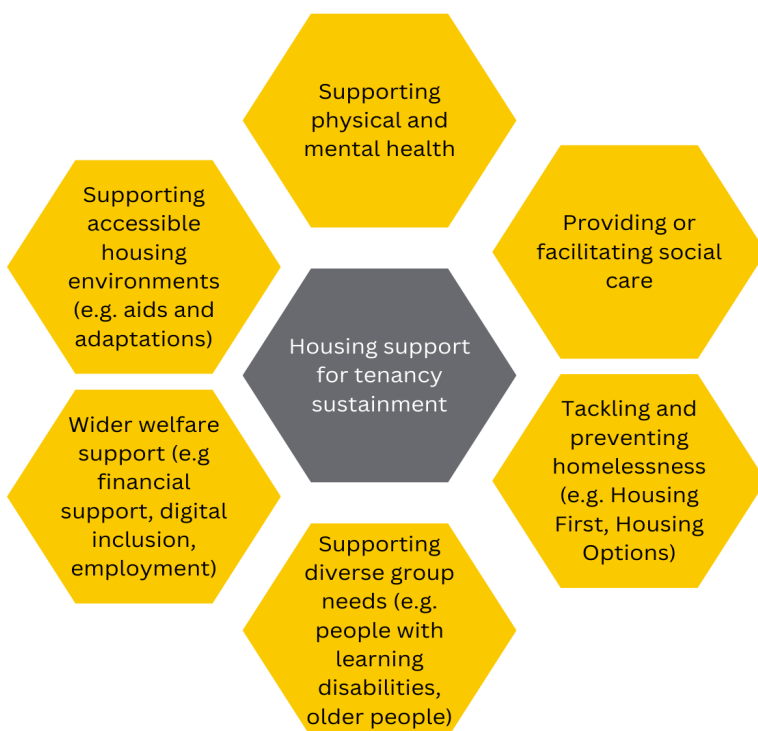 Supporting
physical and
mental health
Supporting
accessible
housing
environments
(e.g. aids and
adaptations)
Providing or
facilitating social
care
Housing support
for tenancy
sustainment
Wider welfare
support (e.g
financial
support, digital
inclusion,
employment)
Tackling and
preventing
homelessness
(e.g. Housing
First, Housing
Options)
Supporting
diverse group
needs (e.g.
people with
learning
disabilities,
older people)